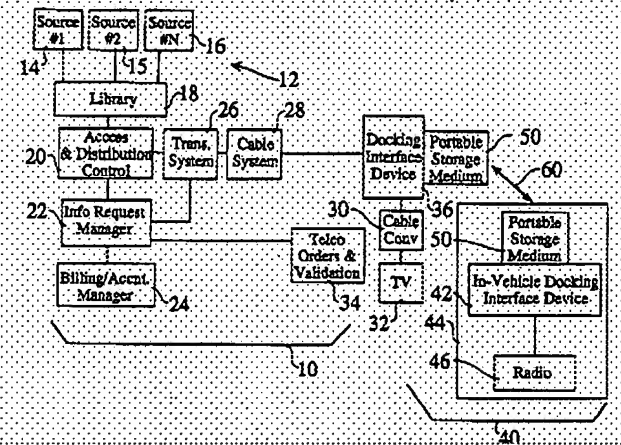 Source #1
Source #2
Source #N
14
15
16
12
Library
18
26
28
Access & Distribution Control
20
Trans. System
Cable System
Docking Interface Device
Portable Storage Medium
50
60
36
22
Info Request Manager
30
Cable Conv
Telco Orders & Validation
34
TV
32
Billing/Accnt. Manager
24
10
Portable Storage Medium
50
42
In-Vehicle Docking Interface Device
44
46
Radio
40